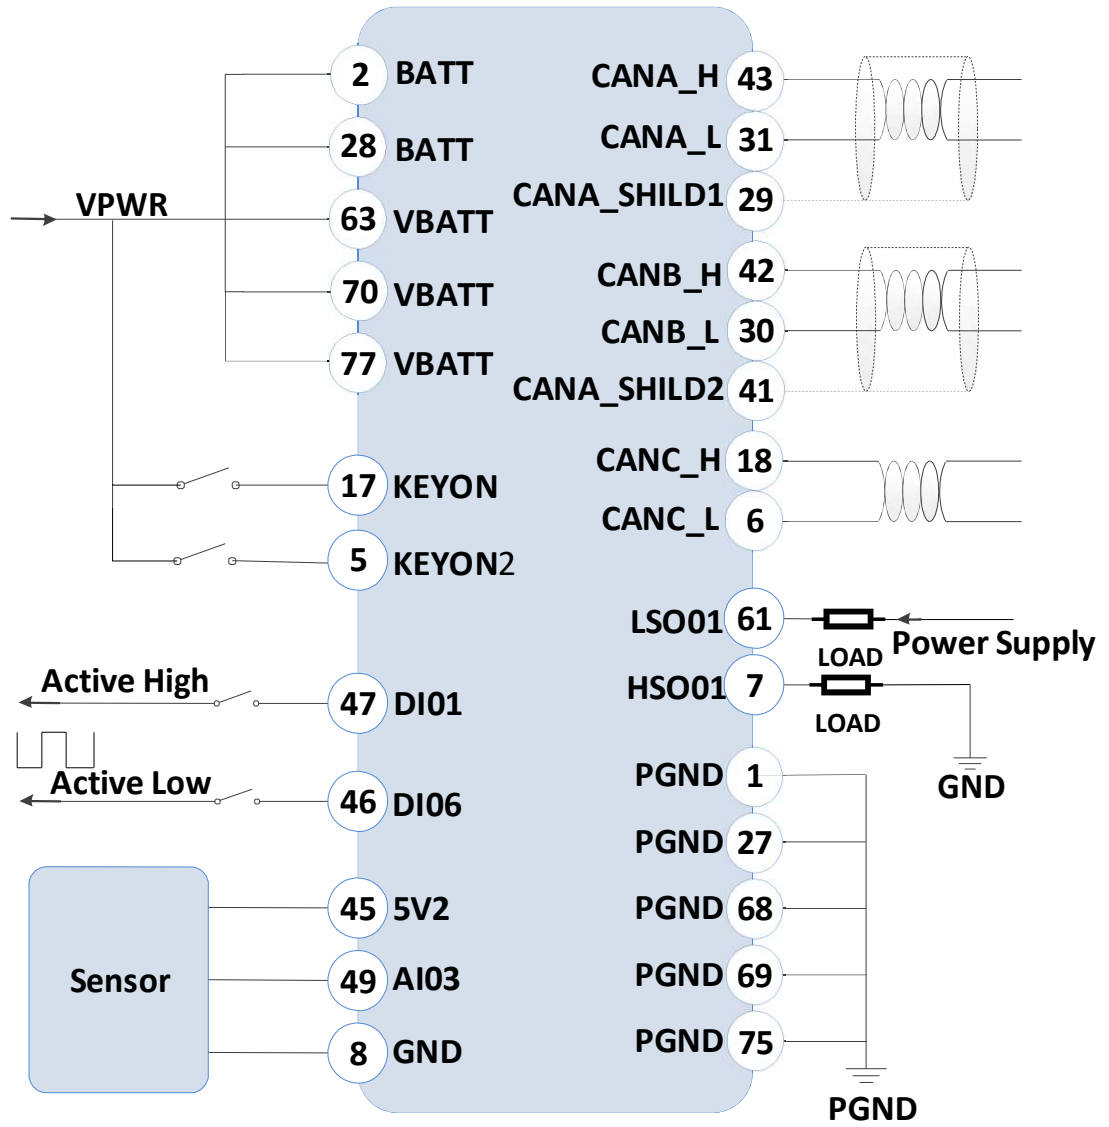 2 BATT
28 BATT
VPWR
63 VBATT
70 VBATT
77 VBATT
17 KEYON
5 KEYON2
Active High
47 DI01
Active Low
46 DI06
Sensor
45 5V2
49 AI03
8 GND
CANA_H 43
CANA_L 31
CANA_SHILD1 29
CANB_H 42
CANB_L 30
CANA_SHILD2 41
CANC_H 18
CANC_L 6
LSO01 61
Power Supply
LOAD
HSO01 7
LOAD
GND
PGND 1
PGND 27
PGND 68
PGND 69
PGND 75
PGND